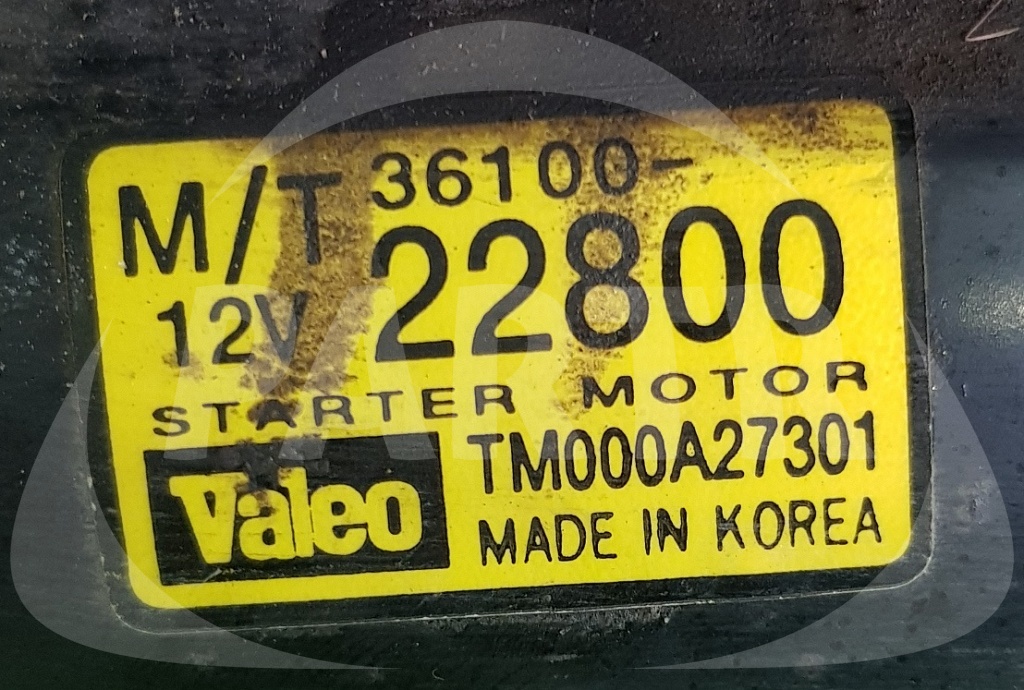 M/T 36100-
12V 22800
STARTER MOTOR
Valeo TM000A27301
MADE IN KOREA